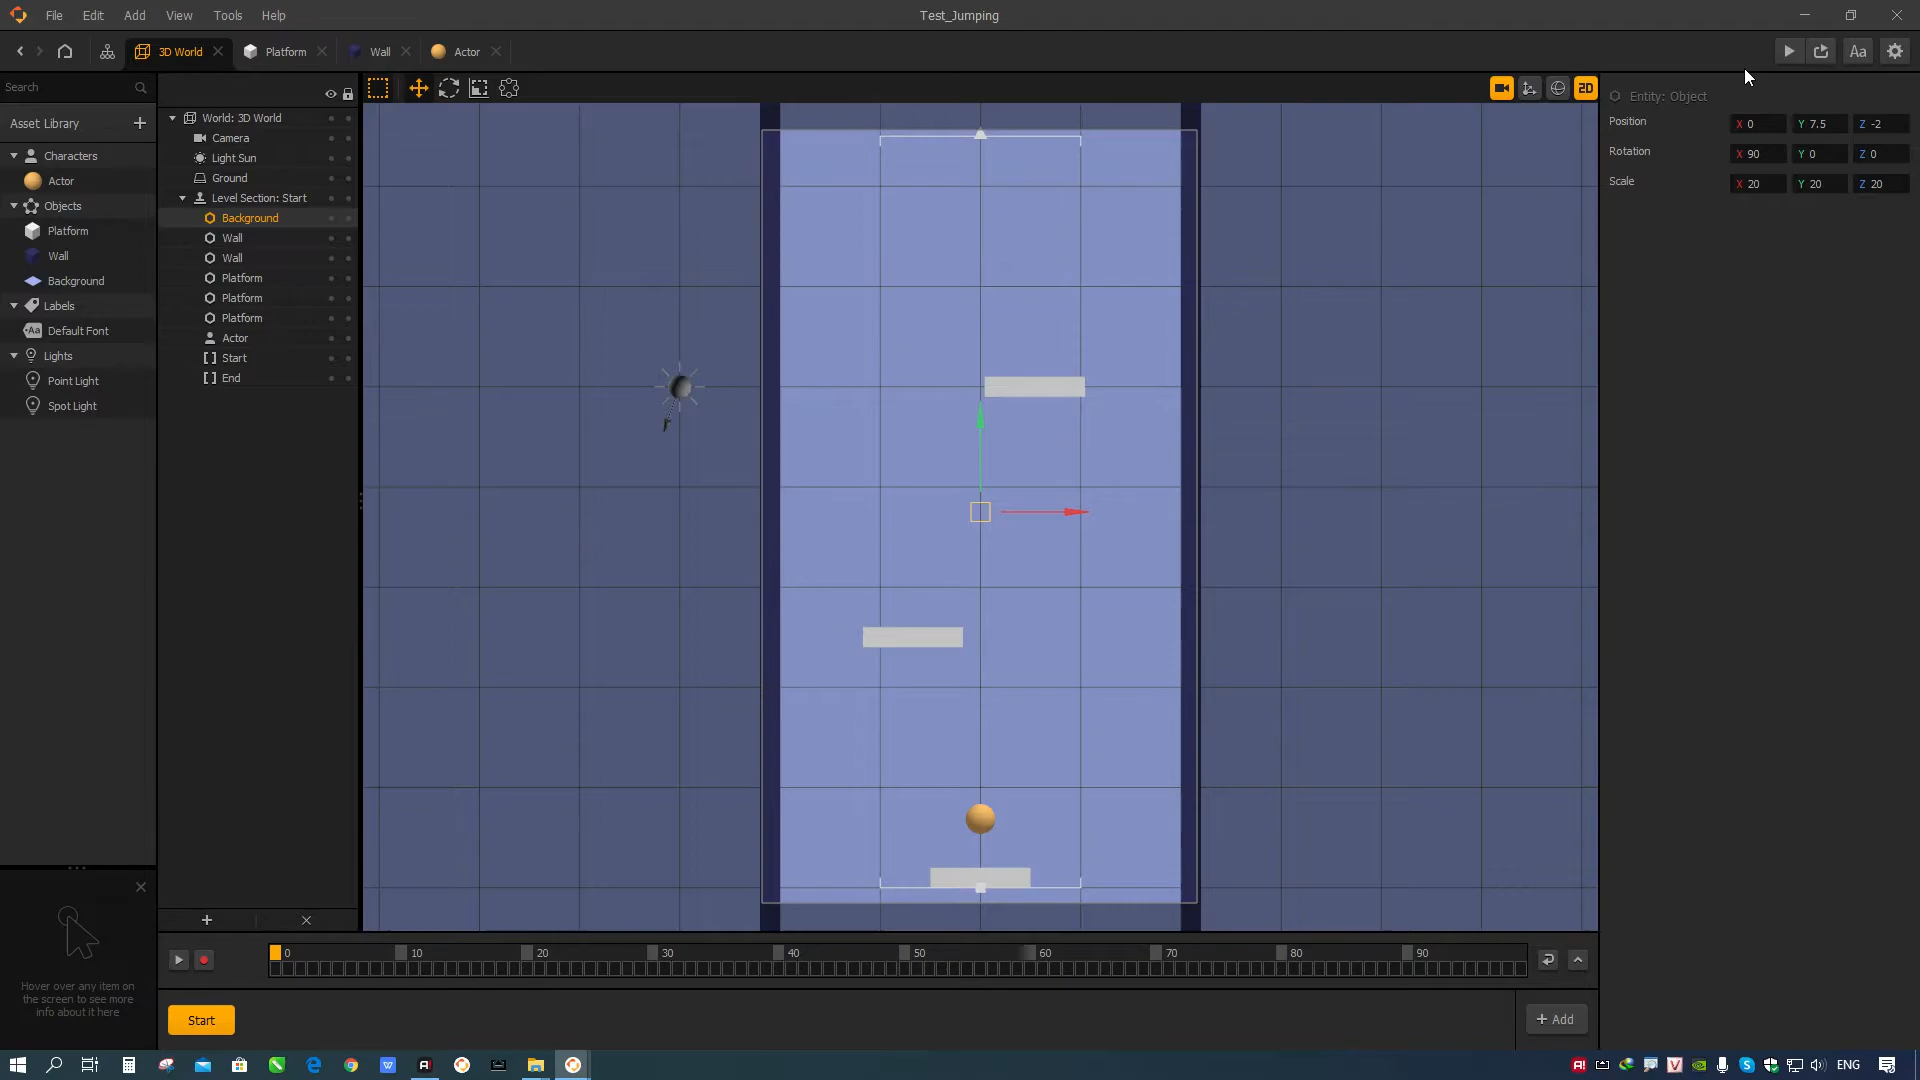 File Edit Add View Tools Help
Test_Jumping
3D World Platform Wall Actor
Aa
Search
Asset Library
Characters
Actor
Objects
Platform
Wall
Background
Labels
Aa Default Font
Lights
Point Light
Spot Light
World: 3D World
Camera
Light Sun
Ground
Level Section: Start
Background
Wall
Wall
Platform
Platform
Platform
Actor
Start
End
2D
Entity: Object
Position X 0 Y 7.5 Z -2
Rotation X 90 Y 0 Z 0
Scale X 20 Y 20 Z 20
Hover over any item on
the screen to see more
info about it here
0 10 20 30 40 50 60 70 80 90
Start
+ Add
ENG